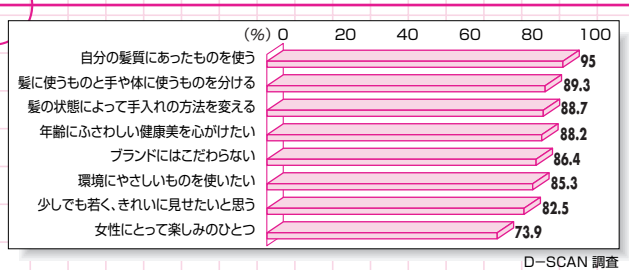 (%) 0 20 40 60 80 100
自分の髪質にあったものを使う 95
髪に使うものと手や体に使うものを分ける 89.3
髪の状態によって手入れの方法を変える 88.7
年齢にふさわしい健康美を心がけたい 88.2
ブランドにはこだわらない 86.4
環境にやさしいものを使いたい 85.3
少しでも若く、きれいに見せたいと思う 82.5
女性にとって楽しみのひとつ 73.9
D−SCAN 調査